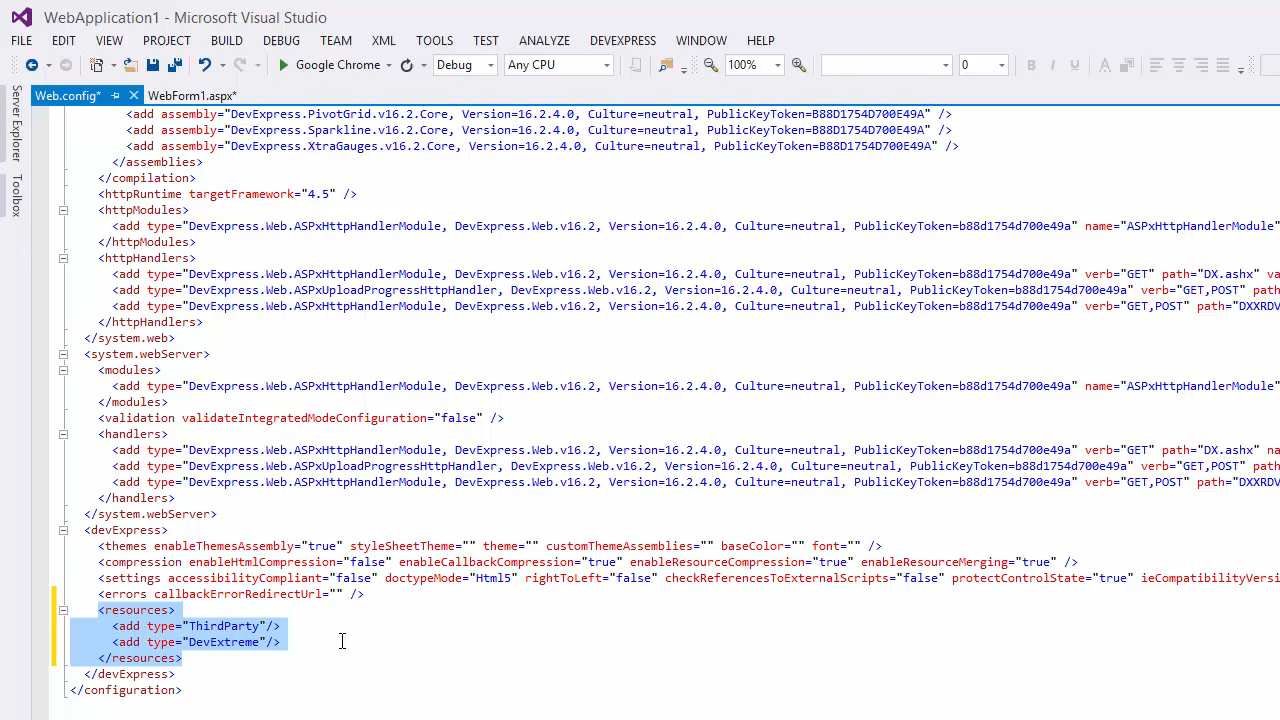 WebApplication1 - Microsoft Visual Studio
FILE EDIT VIEW PROJECT BUILD DEBUG TEAM XML TOOLS TEST ANALYZE DEVEXPRESS WINDOW HELP
Google Chrome Debug Any CPU 100% 0 B I U A
Web.config* WebForm1.aspx*
Server Explorer
Toolbox
<add assembly="DevExpress.PivotGrid.v16.2.Core, Version=16.2.4.0, Culture=neutral, PublicKeyToken=B88D1754D700E49A" />
<add assembly="DevExpress.Sparkline.v16.2.Core, Version=16.2.4.0, Culture=neutral, PublicKeyToken=B88D1754D700E49A" />
<add assembly="DevExpress.XtraGauges.v16.2.Core, Version=16.2.4.0, Culture=neutral, PublicKeyToken=B88D1754D700E49A" />
</assemblies>
</compilation>
<httpRuntime targetFramework="4.5" />
<httpModules>
<add type="DevExpress.Web.ASPxHttpHandlerModule, DevExpress.Web.v16.2, Version=16.2.4.0, Culture=neutral, PublicKeyToken=b88d1754d700e49a" name="ASPxHttpHandlerModule"
</httpModules>
<httpHandlers>
<add type="DevExpress.Web.ASPxHttpHandlerModule, DevExpress.Web.v16.2, Version=16.2.4.0, Culture=neutral, PublicKeyToken=b88d1754d700e49a" verb="GET" path="DX.ashx" va
<add type="DevExpress.Web.ASPxUploadProgressHttpHandler, DevExpress.Web.v16.2, Version=16.2.4.0, Culture=neutral, PublicKeyToken=b88d1754d700e49a" verb="GET,POST" path
<add type="DevExpress.Web.ASPxHttpHandlerModule, DevExpress.Web.v16.2, Version=16.2.4.0, Culture=neutral, PublicKeyToken=b88d1754d700e49a" verb="GET,POST" path="DXXRDV
</httpHandlers>
</system.web>
<system.webServer>
<modules>
<add type="DevExpress.Web.ASPxHttpHandlerModule, DevExpress.Web.v16.2, Version=16.2.4.0, Culture=neutral, PublicKeyToken=b88d1754d700e49a" name="ASPxHttpHandlerModule"
</modules>
<validation validateIntegratedModeConfiguration="false" />
<handlers>
<add type="DevExpress.Web.ASPxHttpHandlerModule, DevExpress.Web.v16.2, Version=16.2.4.0, Culture=neutral, PublicKeyToken=b88d1754d700e49a" verb="GET" path="DX.ashx" na
<add type="DevExpress.Web.ASPxUploadProgressHttpHandler, DevExpress.Web.v16.2, Version=16.2.4.0, Culture=neutral, PublicKeyToken=b88d1754d700e49a" verb="GET,POST" path
<add type="DevExpress.Web.ASPxHttpHandlerModule, DevExpress.Web.v16.2, Version=16.2.4.0, Culture=neutral, PublicKeyToken=b88d1754d700e49a" verb="GET,POST" path="DXXRDV
</handlers>
</system.webServer>
<devExpress>
<themes enableThemesAssembly="true" styleSheetTheme="" theme="" customThemeAssemblies="" baseColor="" font="" />
<compression enableHtmlCompression="false" enableCallbackCompression="true" enableResourceCompression="true" enableResourceMerging="true" />
<settings accessibilityCompliant="false" doctypeMode="Html5" rightToLeft="false" checkReferencesToExternalScripts="false" protectControlState="true" ieCompatibilityVersi
<errors callbackErrorRedirectUrl="" />
<resources>
<add type="ThirdParty"/>
<add type="DevExtreme"/>
</resources>
</devExpress>
</configuration>